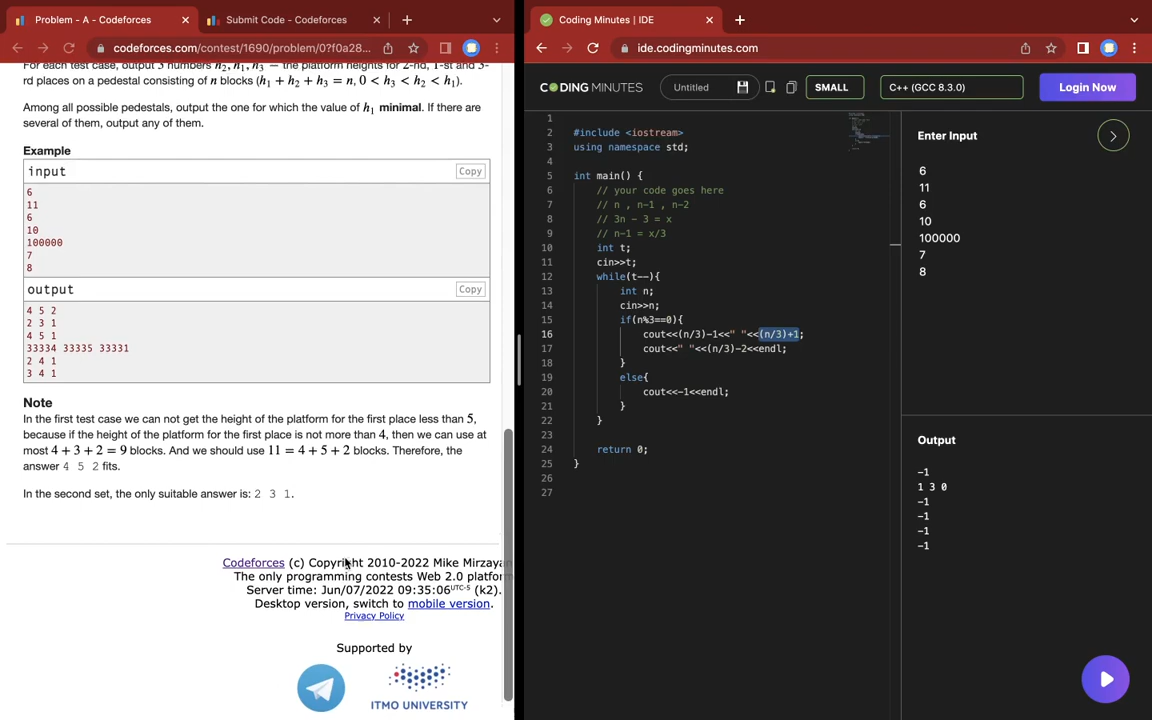 Problem - A - Codeforces
Submit Code - Codeforces
codeforces.com/contest/1690/problem/0?f0a28...
For each test case, output 3 numbers h2, h1, h3 — the platform heights for 2-nd, 1-st and 3-
rd places on a pedestal consisting of n blocks (h1 + h2 + h3 = n, 0 < h3 < h2 < h1).
Among all possible pedestals, output the one for which the value of h1 minimal. If there are
several of them, output any of them.
Example
input
Copy
6
11
6
10
100000
7
8
output
Copy
4 5 2
2 3 1
4 5 1
33334 33335 33331
2 4 1
3 4 1
Note
In the first test case we can not get the height of the platform for the first place less than 5,
because if the height of the platform for the first place is not more than 4, then we can use at
most 4 + 3 + 2 = 9 blocks. And we should use 11 = 4 + 5 + 2 blocks. Therefore, the
answer 4 5 2 fits.
In the second set, the only suitable answer is: 2 3 1.
Codeforces (c) Copyright 2010-2022 Mike Mirzayan
The only programming contests Web 2.0 platform
Server time: Jun/07/2022 09:35:06UTC-5 (k2).
Desktop version, switch to mobile version.
Privacy Policy
Supported by
ITMO UNIVERSITY
Coding Minutes | IDE
ide.codingminutes.com
CODING MINUTES
Untitled
SMALL
C++ (GCC 8.3.0)
Login Now
1
2 #include <iostream>
3 using namespace std;
4
5 int main() {
6 // your code goes here
7 // n , n-1 , n-2
8 // 3n - 3 = x
9 // n-1 = x/3
10 int t;
11 cin>>t;
12 while(t--){
13 int n;
14 cin>>n;
15 if(n%3==0){
16 cout<<(n/3)-1<<" "<<(n/3)+1;
17 cout<<" "<<(n/3)-2<<endl;
18 }
19 else{
20 cout<<-1<<endl;
21 }
22 }
23
24 return 0;
25 }
26
27
Enter Input
6
11
6
10
100000
7
8
Output
-1
1 3 0
-1
-1
-1
-1